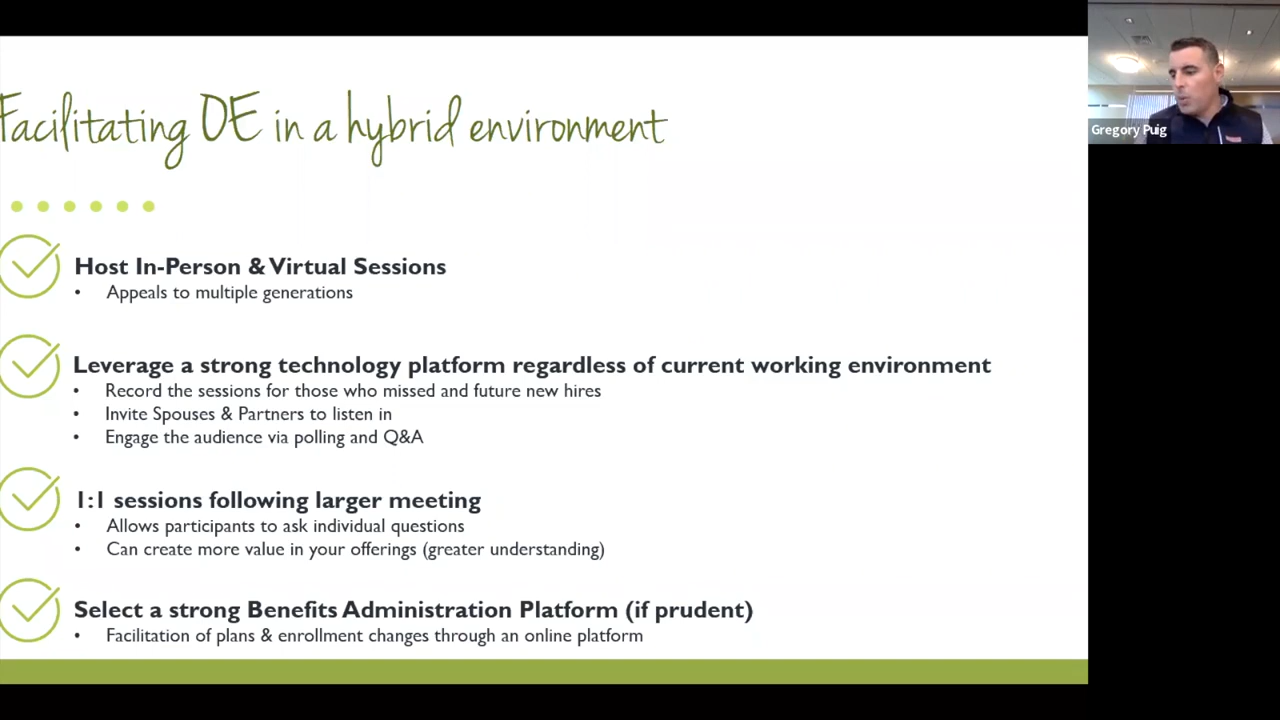 Facilitating OE in a hybrid environment
Host In-Person & Virtual Sessions
• Appeals to multiple generations
Leverage a strong technology platform regardless of current working environment
• Record the sessions for those who missed and future new hires
• Invite Spouses & Partners to listen in
• Engage the audience via polling and Q&A
1:1 sessions following larger meeting
• Allows participants to ask individual questions
• Can create more value in your offerings (greater understanding)
Select a strong Benefits Administration Platform (if prudent)
• Facilitation of plans & enrollment changes through an online platform
Gregory Puig